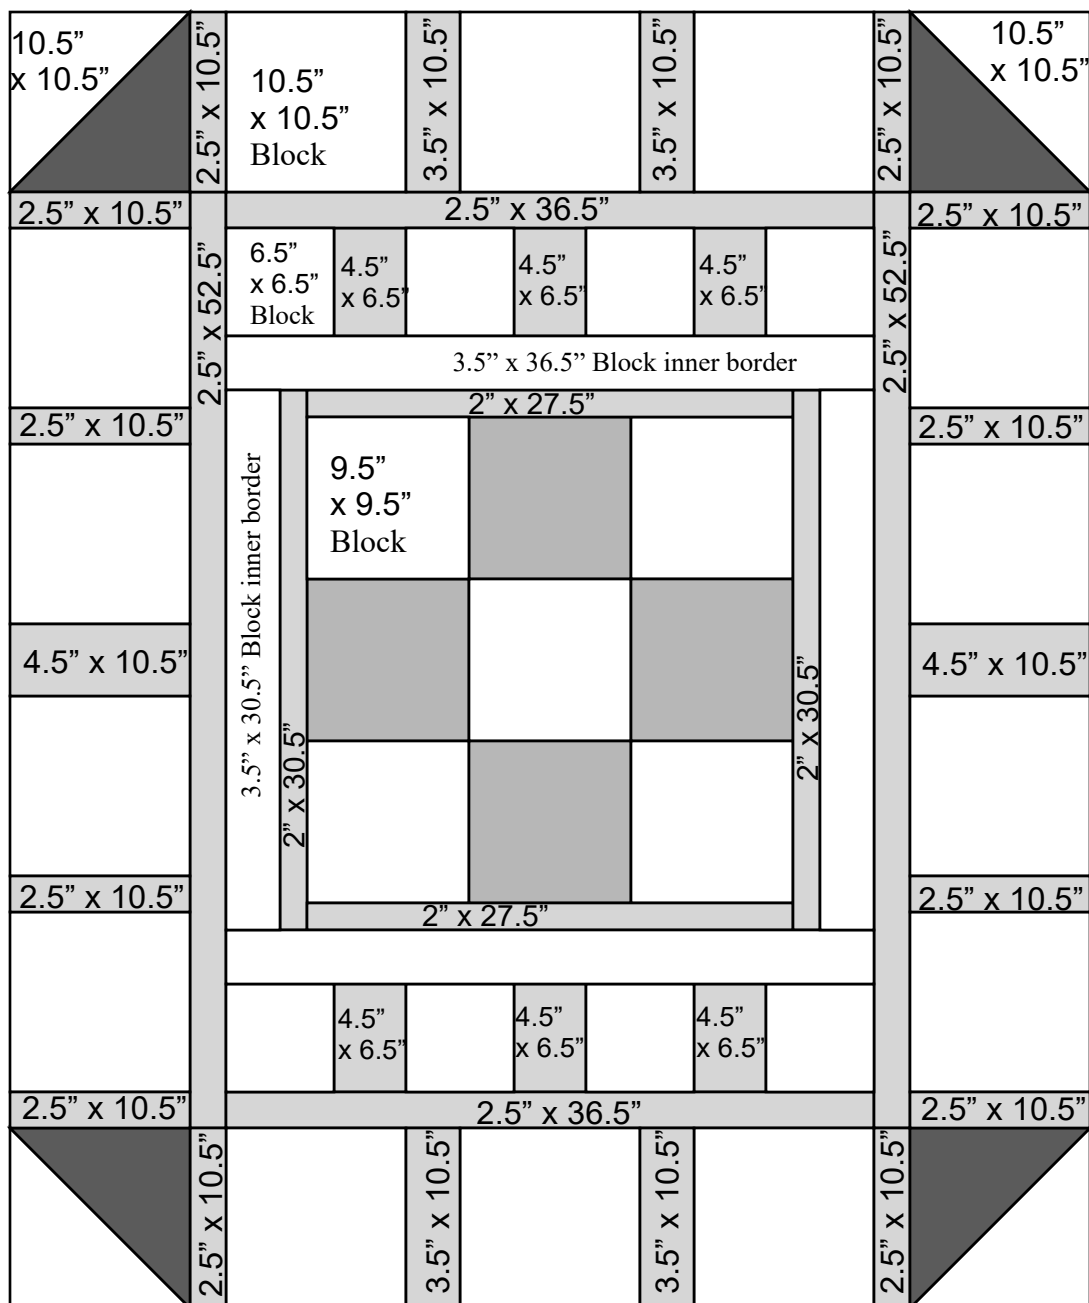 10.5”
x 10.5”
2.5” x 10.5”
10.5”
x 10.5”
Block
3.5” x 10.5”
3.5” x 10.5”
2.5” x 10.5”
10.5”
x 10.5”
2.5” x 10.5”
2.5” x 36.5”
2.5” x 10.5”
2.5” x 52.5”
6.5”
x 6.5”
Block
4.5”
x 6.5”
4.5”
x 6.5”
4.5”
x 6.5”
2.5” x 52.5”
3.5” x 36.5” Block inner border
2.5” x 10.5”
2” x 27.5”
2.5” x 10.5”
3.5” x 30.5” Block inner border
9.5”
x 9.5”
Block
4.5” x 10.5”
2” x 30.5”
2” x 30.5”
4.5” x 10.5”
2.5” x 10.5”
2” x 27.5”
2.5” x 10.5”
4.5”
x 6.5”
4.5”
x 6.5”
4.5”
x 6.5”
2.5” x 10.5”
2.5” x 36.5”
2.5” x 10.5”
2.5” x 10.5”
3.5” x 10.5”
3.5” x 10.5”
2.5” x 10.5”